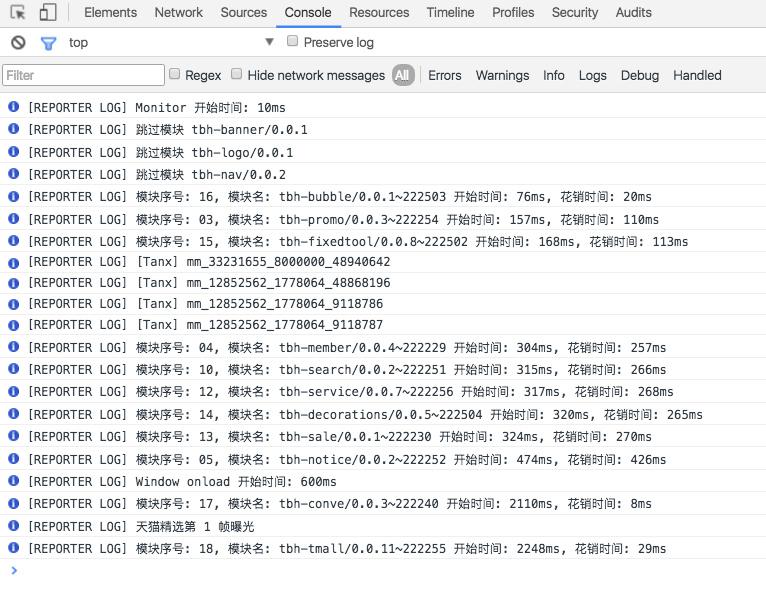 Elements Network Sources Console Resources Timeline Profiles Security Audits
top Preserve log
Filter Regex Hide network messages All Errors Warnings Info Logs Debug Handled
[REPORTER LOG] Monitor 开始时间: 10ms
[REPORTER LOG] 跳过模块 tbh-banner/0.0.1
[REPORTER LOG] 跳过模块 tbh-logo/0.0.1
[REPORTER LOG] 跳过模块 tbh-nav/0.0.2
[REPORTER LOG] 模块序号: 16, 模块名: tbh-bubble/0.0.1~222503 开始时间: 76ms, 花销时间: 20ms
[REPORTER LOG] 模块序号: 03, 模块名: tbh-promo/0.0.3~222254 开始时间: 157ms, 花销时间: 110ms
[REPORTER LOG] 模块序号: 15, 模块名: tbh-fixedtool/0.0.8~222502 开始时间: 168ms, 花销时间: 113ms
[REPORTER LOG] [Tanx] mm_33231655_8000000_48940642
[REPORTER LOG] [Tanx] mm_12852562_1778064_48868196
[REPORTER LOG] [Tanx] mm_12852562_1778064_9118786
[REPORTER LOG] [Tanx] mm_12852562_1778064_9118787
[REPORTER LOG] 模块序号: 04, 模块名: tbh-member/0.0.4~222229 开始时间: 304ms, 花销时间: 257ms
[REPORTER LOG] 模块序号: 10, 模块名: tbh-search/0.0.2~222251 开始时间: 315ms, 花销时间: 266ms
[REPORTER LOG] 模块序号: 12, 模块名: tbh-service/0.0.7~222256 开始时间: 317ms, 花销时间: 268ms
[REPORTER LOG] 模块序号: 14, 模块名: tbh-decorations/0.0.5~222504 开始时间: 320ms, 花销时间: 265ms
[REPORTER LOG] 模块序号: 13, 模块名: tbh-sale/0.0.1~222230 开始时间: 324ms, 花销时间: 270ms
[REPORTER LOG] 模块序号: 05, 模块名: tbh-notice/0.0.2~222252 开始时间: 474ms, 花销时间: 426ms
[REPORTER LOG] Window onload 开始时间: 600ms
[REPORTER LOG] 模块序号: 17, 模块名: tbh-conve/0.0.3~222240 开始时间: 2110ms, 花销时间: 8ms
[REPORTER LOG] 天猫精选第 1 帧曝光
[REPORTER LOG] 模块序号: 18, 模块名: tbh-tmall/0.0.11~222255 开始时间: 2248ms, 花销时间: 29ms